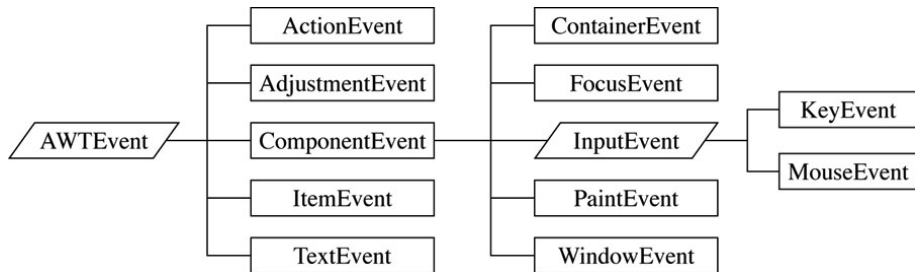 ActionEvent
ContainerEvent
AdjustmentEvent
FocusEvent
KeyEvent
AWTEvent
ComponentEvent
InputEvent
MouseEvent
ItemEvent
PaintEvent
TextEvent
WindowEvent